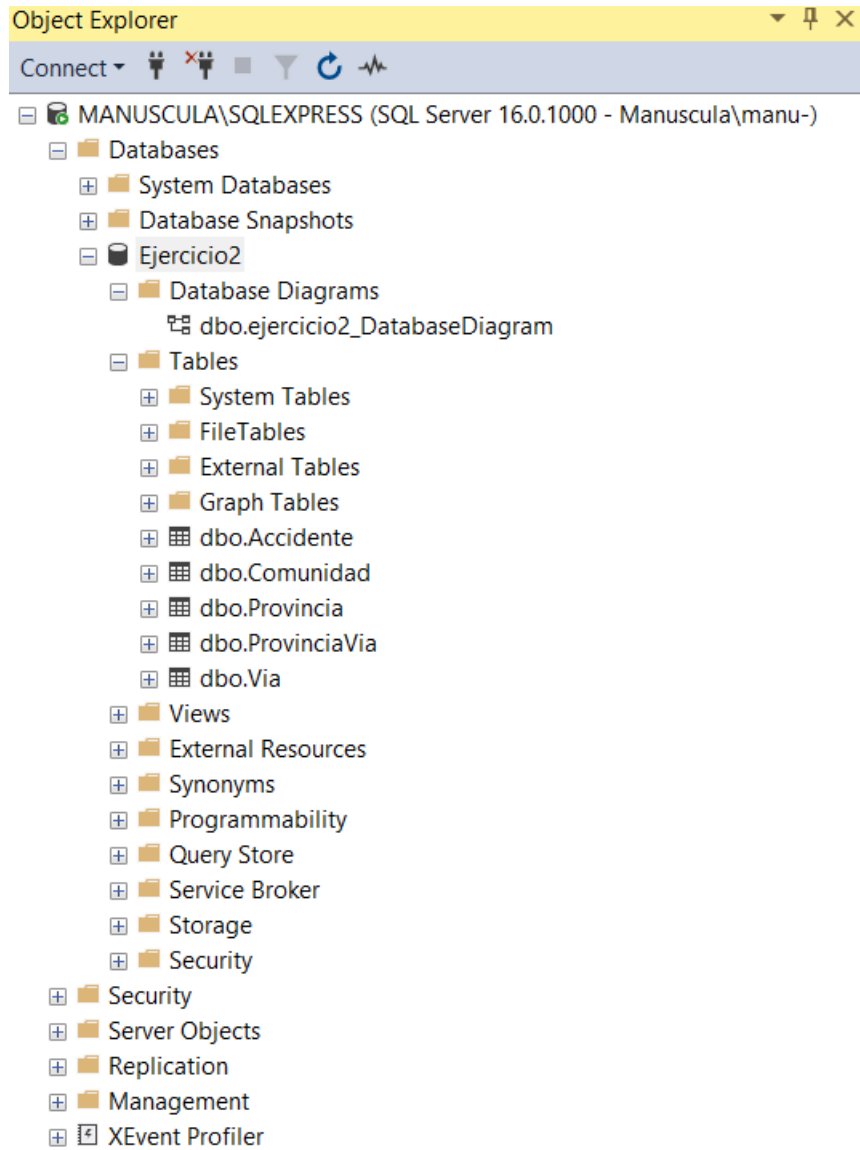 Object Explorer
Connect
MANUSCULA\SQLEXPRESS (SQL Server 16.0.1000 - Manuscula\manu-)
Databases
System Databases
Database Snapshots
Ejercicio2
Database Diagrams
dbo.ejercicio2_DatabaseDiagram
Tables
System Tables
FileTables
External Tables
Graph Tables
dbo.Accidente
dbo.Comunidad
dbo.Provincia
dbo.ProvinciaVia
dbo.Via
Views
External Resources
Synonyms
Programmability
Query Store
Service Broker
Storage
Security
Security
Server Objects
Replication
Management
XEvent Profiler